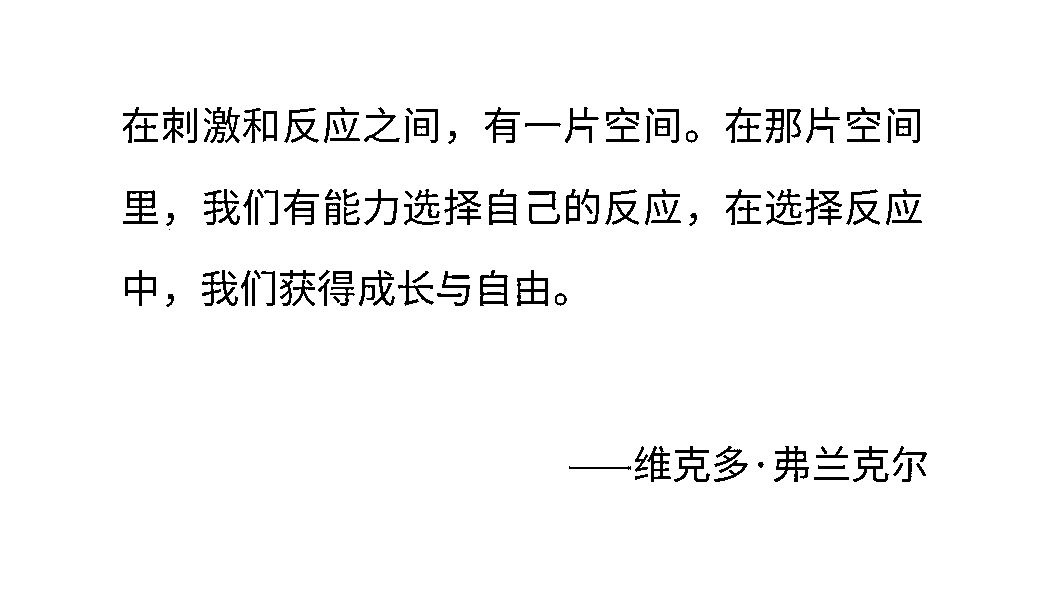 在刺激和反应之间，有一片空间。在那片空间
里，我们有能力选择自己的反应，在选择反应
中，我们获得成长与自由。
——维克多·弗兰克尔